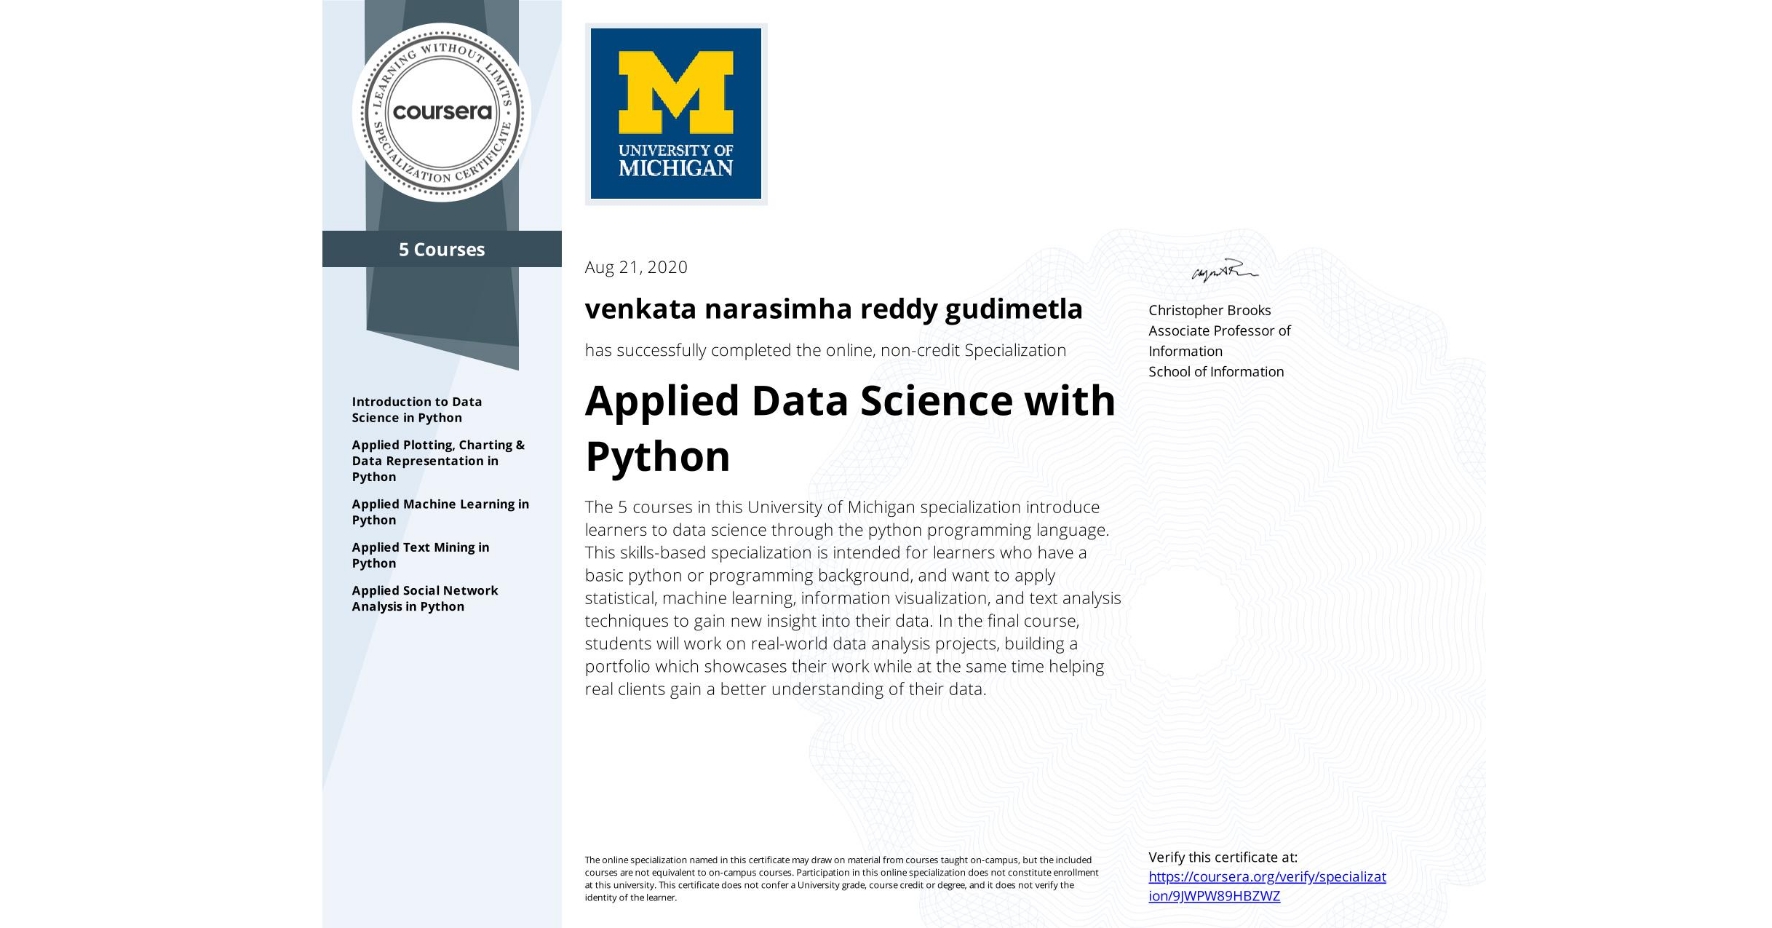 LEARNING WITHOUT LIMITS
coursera
SPECIALIZATION CERTIFICATE
5 Courses
Introduction to Data
Science in Python
Applied Plotting, Charting &
Data Representation in
Python
Applied Machine Learning in
Python
Applied Text Mining in
Python
Applied Social Network
Analysis in Python
M
UNIVERSITY OF
MICHIGAN
Aug 21, 2020
venkata narasimha reddy gudimetla
has successfully completed the online, non-credit Specialization
Applied Data Science with
Python
The 5 courses in this University of Michigan specialization introduce
learners to data science through the python programming language.
This skills-based specialization is intended for learners who have a
basic python or programming background, and want to apply
statistical, machine learning, information visualization, and text analysis
techniques to gain new insight into their data. In the final course,
students will work on real-world data analysis projects, building a
portfolio which showcases their work while at the same time helping
real clients gain a better understanding of their data.
Christopher Brooks
Associate Professor of
Information
School of Information
The online specialization named in this certificate may draw on material from courses taught on-campus, but the included
courses are not equivalent to on-campus courses. Participation in this online specialization does not constitute enrollment
at this university. This certificate does not confer a University grade, course credit or degree, and it does not verify the
identity of the learner.
Verify this certificate at:
https://coursera.org/verify/specializat
ion/9JWPW89HBZWZ